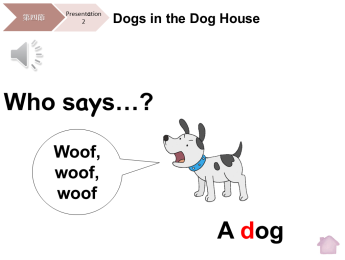 第四節
Presentation
2
Dogs in the Dog House
Who says…?
Woof,
woof,
woof
A dog